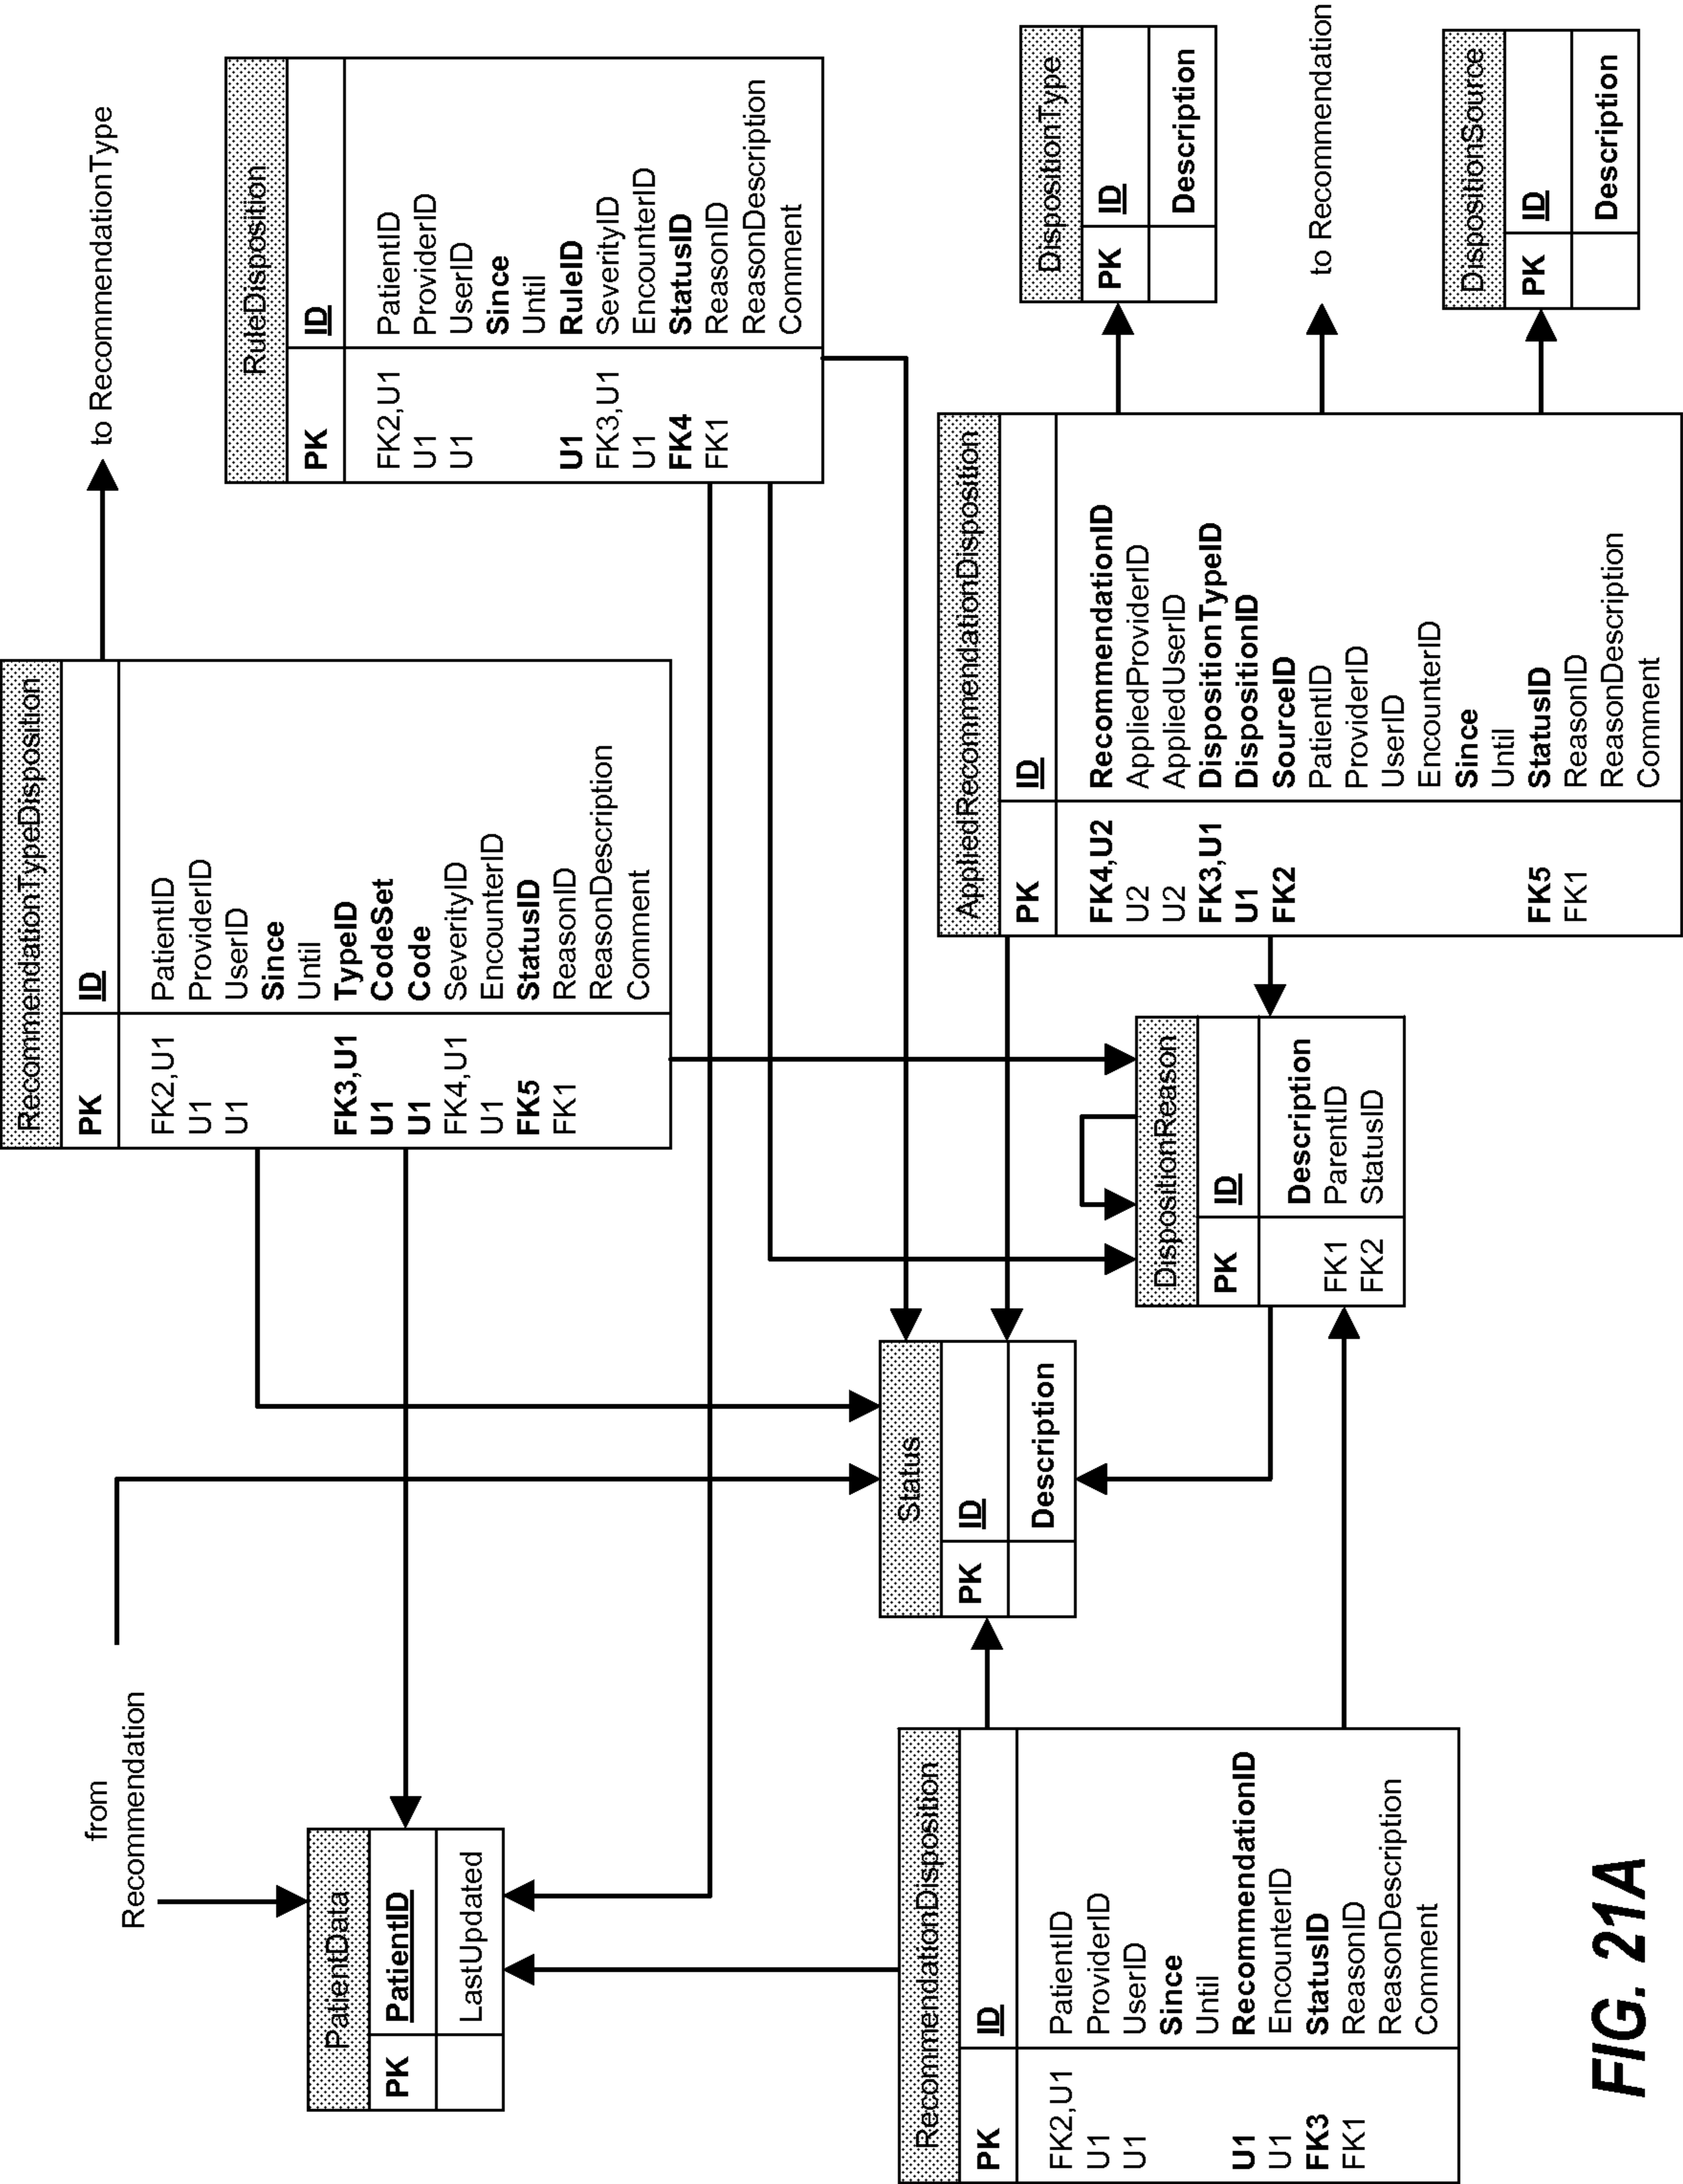 from
Recommendation
to RecommendationType
PatientData
PK PatientID
LastUpdated
RecommendationTypeDisposition
PK ID
FK2,U1 PatientID
U1 ProviderID
U1 UserID
Since
Until
FK3,U1 TypeID
U1 CodeSet
U1 Code
FK4,U1 SeverityID
U1 EncounterID
FK5 StatusID
FK1 ReasonID
ReasonDescription
Comment
RuleDisposition
PK ID
FK2,U1 PatientID
U1 ProviderID
U1 UserID
Since
Until
U1 RuleID
FK3,U1 SeverityID
U1 EncounterID
FK4 StatusID
FK1 ReasonID
ReasonDescription
Comment
RecommendationDisposition
PK ID
FK2,U1 PatientID
U1 ProviderID
U1 UserID
Since
Until
U1 RecommendationID
U1 EncounterID
FK3 StatusID
FK1 ReasonID
ReasonDescription
Comment
Status
PK ID
Description
DispositionReason
PK ID
Description
FK1 ParentID
FK2 StatusID
AppliedRecommendationDisposition
PK ID
FK4,U2 RecommendationID
U2 AppliedProviderID
U2 AppliedUserID
FK3,U1 DispositionTypeID
U1 DispositionID
FK2 SourceID
PatientID
ProviderID
UserID
EncounterID
Since
Until
FK5 StatusID
FK1 ReasonID
ReasonDescription
Comment
DispositionType
PK ID
Description
to Recommendation
DispositionSource
PK ID
Description
FIG. 21A